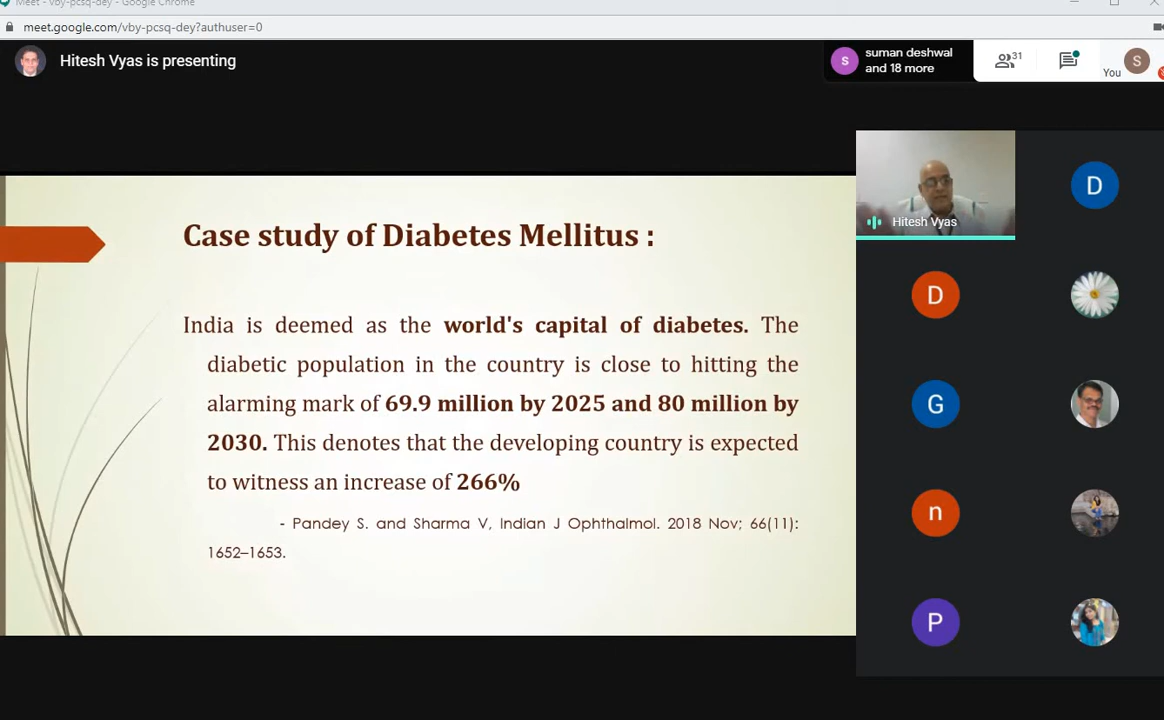 Meet - vby-pcsq-dey - Google Chrome
meet.google.com/vby-pcsq-dey?authuser=0
Hitesh Vyas is presenting
S
suman deshwal
and 18 more
31
You
S
Case study of Diabetes Mellitus :
India is deemed as the world's capital of diabetes. The
diabetic population in the country is close to hitting the
alarming mark of 69.9 million by 2025 and 80 million by
2030. This denotes that the developing country is expected
to witness an increase of 266%
- Pandey S. and Sharma V, Indian J Ophthalmol. 2018 Nov; 66(11):
1652–1653.
Hitesh Vyas
D
D
G
n
P